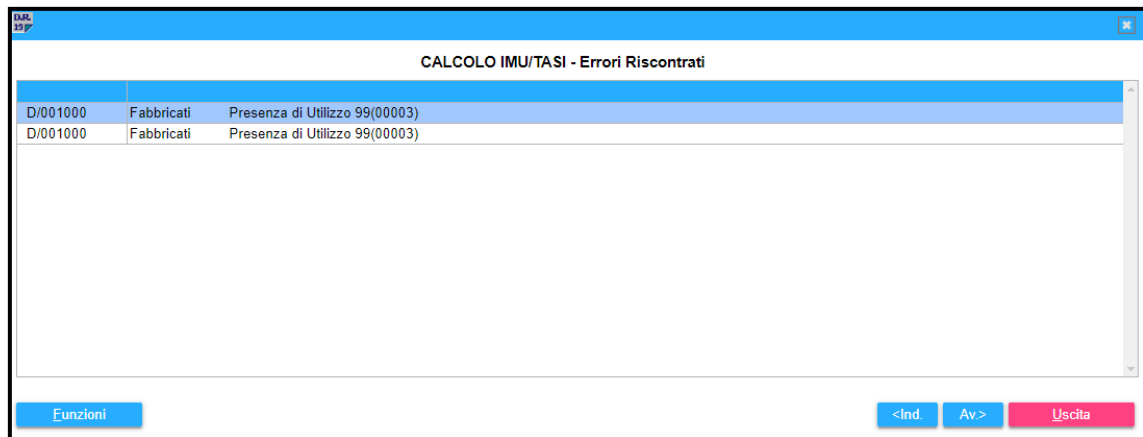 D.R.
19
CALCOLO IMU/TASI - Errori Riscontrati
D/001000 Fabbricati Presenza di Utilizzo 99(00003)
D/001000 Fabbricati Presenza di Utilizzo 99(00003)
Funzioni <Ind. Av.> Uscita